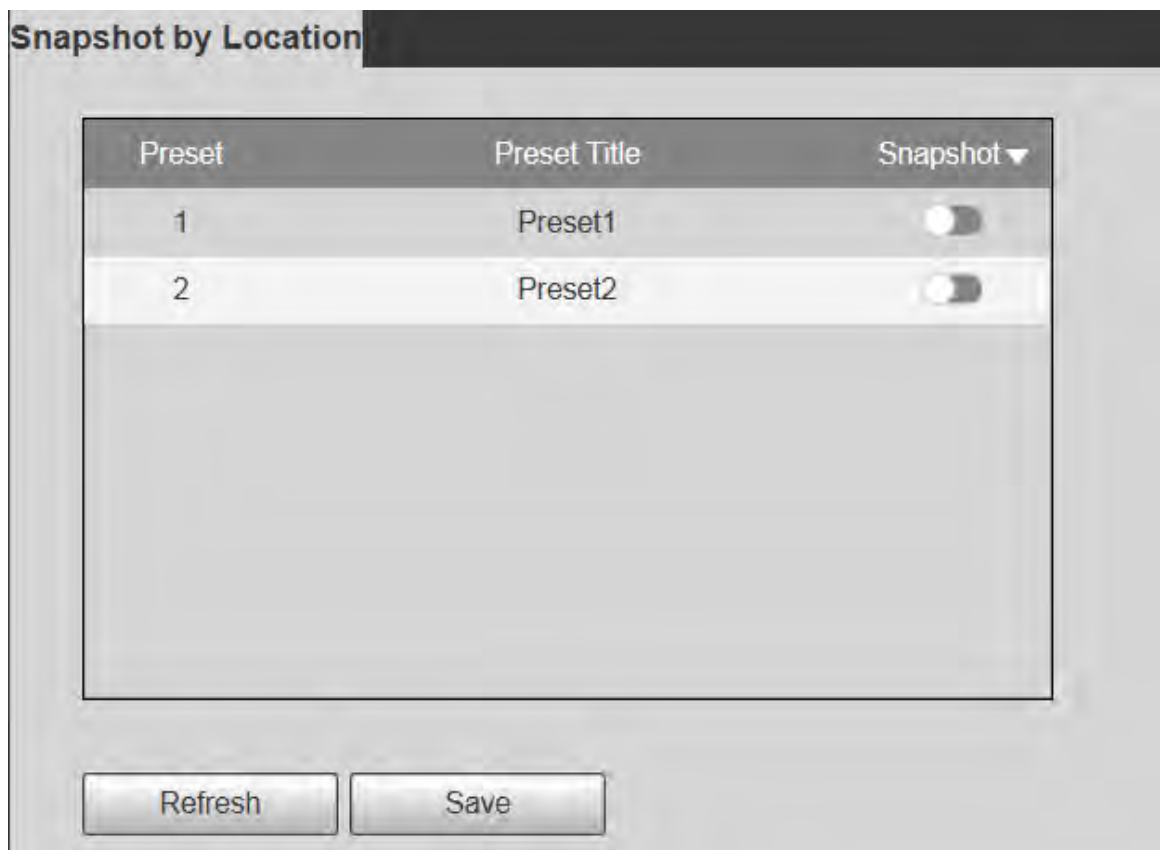 Snapshot by Location
Preset Preset Title Snapshot
1 Preset1
2 Preset2
Refresh Save